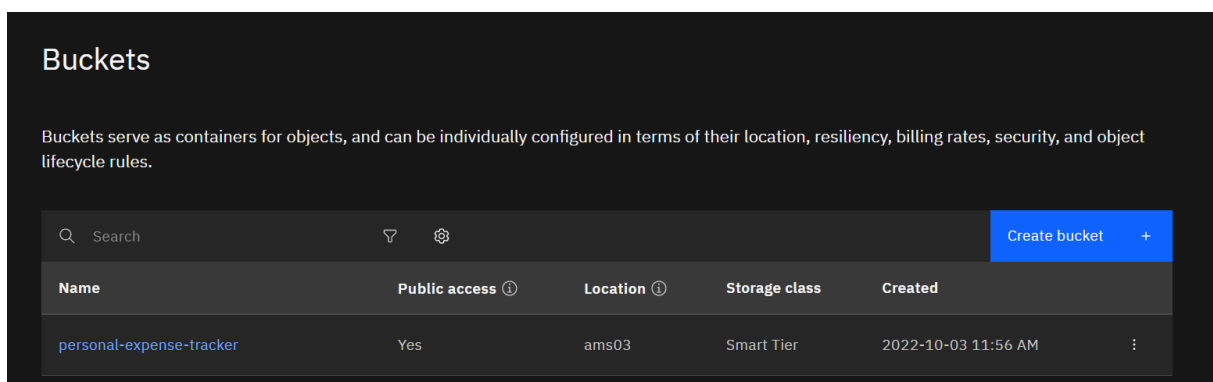 Buckets
Buckets serve as containers for objects, and can be individually configured in terms of their location, resiliency, billing rates, security, and object
lifecycle rules.
Search
Create bucket +
Name Public access Location Storage class Created
personal-expense-tracker Yes ams03 Smart Tier 2022-10-03 11:56 AM